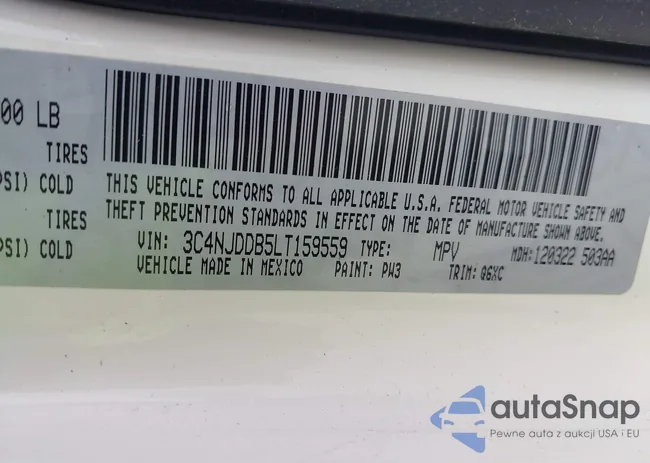 00 LB
TIRES
PSI) COLD
TIRES
PSI) COLD
THIS VEHICLE CONFORMS TO ALL APPLICABLE U.S.A. FEDERAL MOTOR VEHICLE SAFETY AND
THEFT PREVENTION STANDARDS IN EFFECT ON THE DATE OF MANUFACTURE SHOWN ABOVE.
VIN: 3C4NJDDB5LT159559 TYPE: MPV MDH: 120322 503AA
VEHICLE MADE IN MEXICO PAINT: PW3 TRIM: Q6XC
autaSnap
Pewne auta z aukcji USA i EU